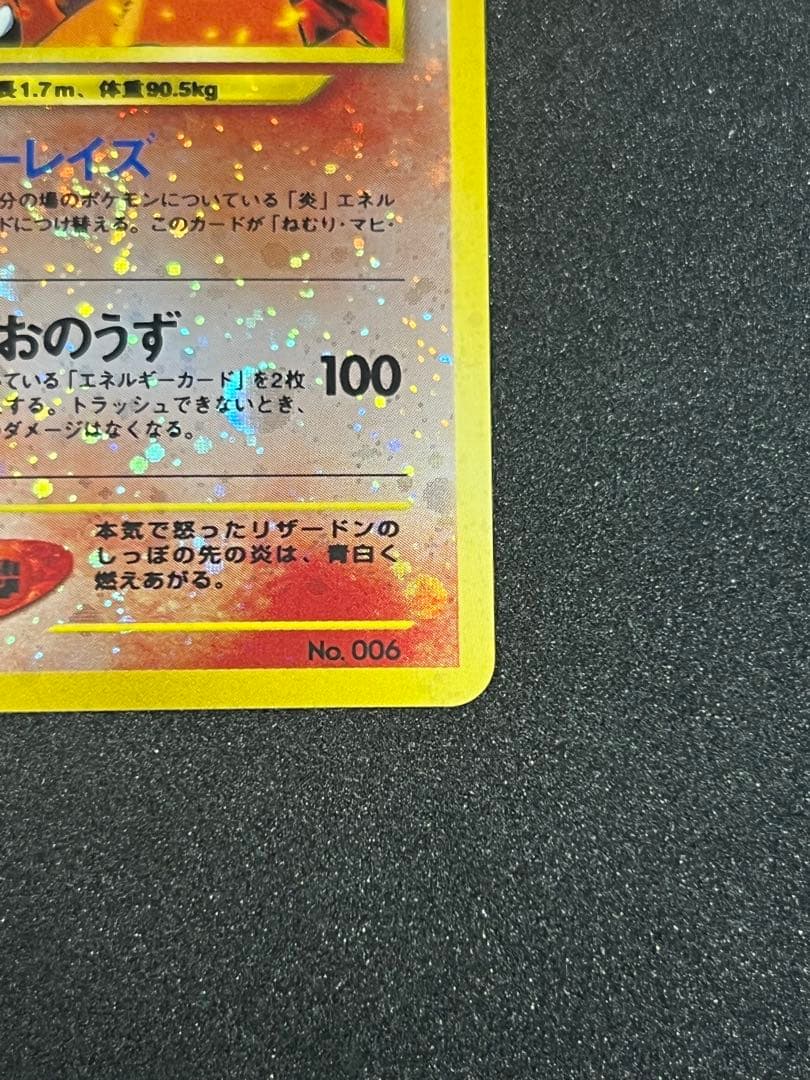 長1.7m、体重90.5kg
ーレイズ
分の場のポケモンについている「炎」エネル
ドにつけ替える。このカードが「ねむり・マヒ・
おのうず
ている「エネルギーカード」を2枚
する。トラッシュできないとき、
ダメージはなくなる。
100
本気で怒ったリザードンの
しっぽの先の炎は、青白く
燃えあがる。
No. 006